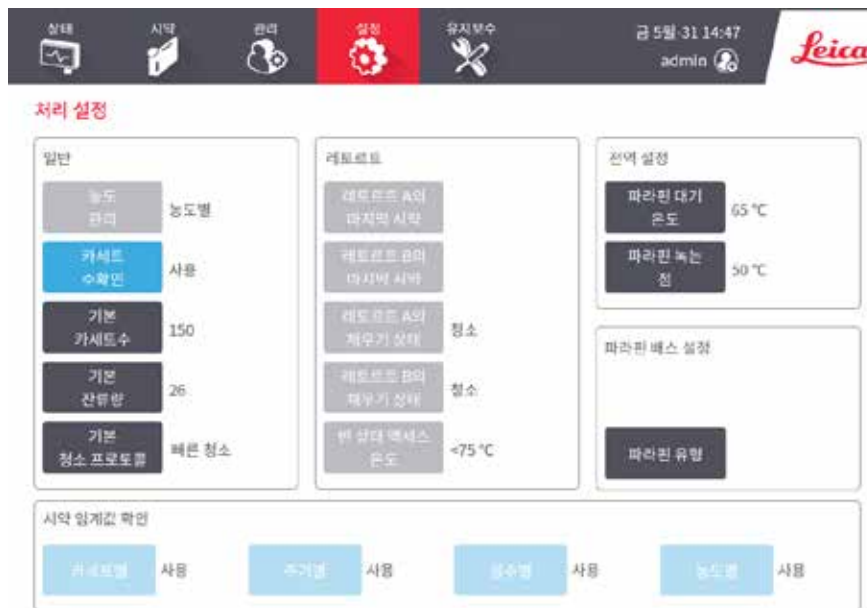 상태
시약
관리
설정
유지보수
금 5월 31 14:47
admin
Leica
처리 설정
일반
농도
관리
농도별
카세트
수확인
사용
기본
카세트수
150
기본
잔류량
26
기본
청소 프로토콜
빠른 청소
레토르트
레토르트 A의
마지막 시약
레토르트 B의
마지막 시약
레토르트 A의
채우기 상태
청소
레토르트 B의
채우기 상태
청소
빈 상태 액세스
온도
<75 °C
전역 설정
파라핀 대기
온도
65 °C
파라핀 녹는
점
50 °C
파라핀 배스 설정
파라핀 유형
시약 임계값 확인
카세트별
사용
주기별
사용
일수별
사용
농도별
사용